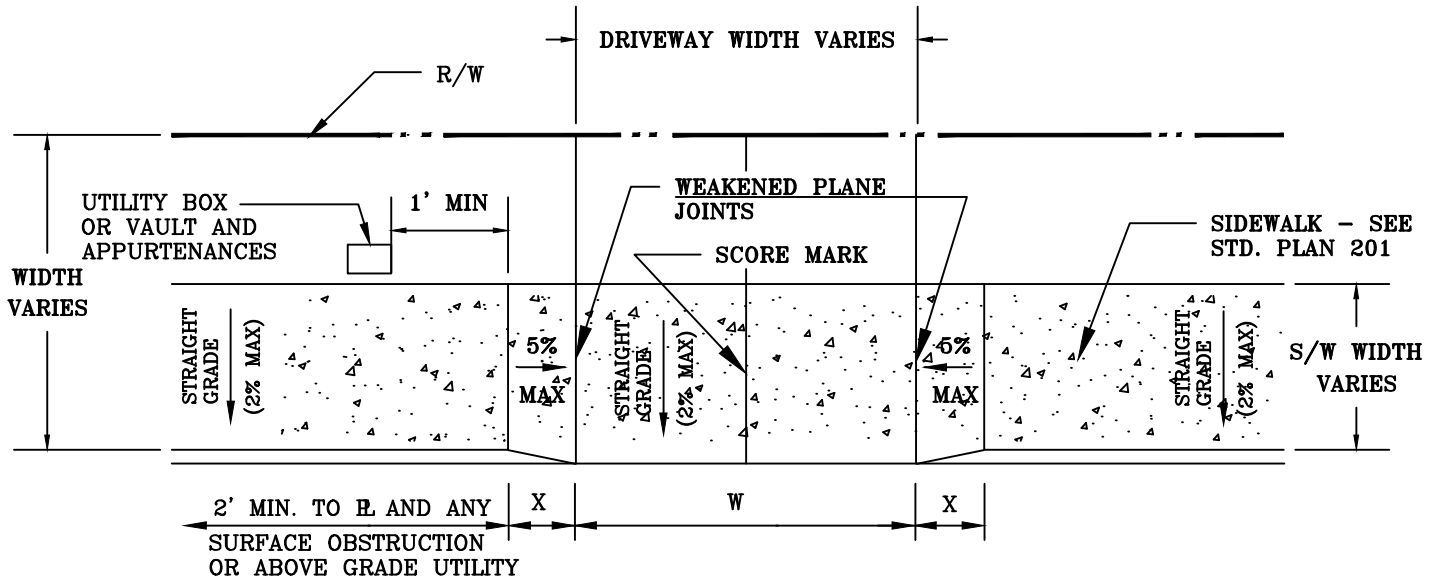 DRIVEWAY WIDTH VARIES
R/W
UTILITY BOX
OR VAULT AND
APPURTENANCES
1' MIN
WEAKENED PLANE
JOINTS
SCORE MARK
SIDEWALK - SEE
STD. PLAN 201
WIDTH
VARIES
STRAIGHT
GRADE
(2% MAX)
5%
MAX
STRAIGHT
GRADE
(2% MAX)
5%
MAX
STRAIGHT
GRADE
(2% MAX)
S/W WIDTH
VARIES
2' MIN. TO PL AND ANY
SURFACE OBSTRUCTION
OR ABOVE GRADE UTILITY
X
W
X